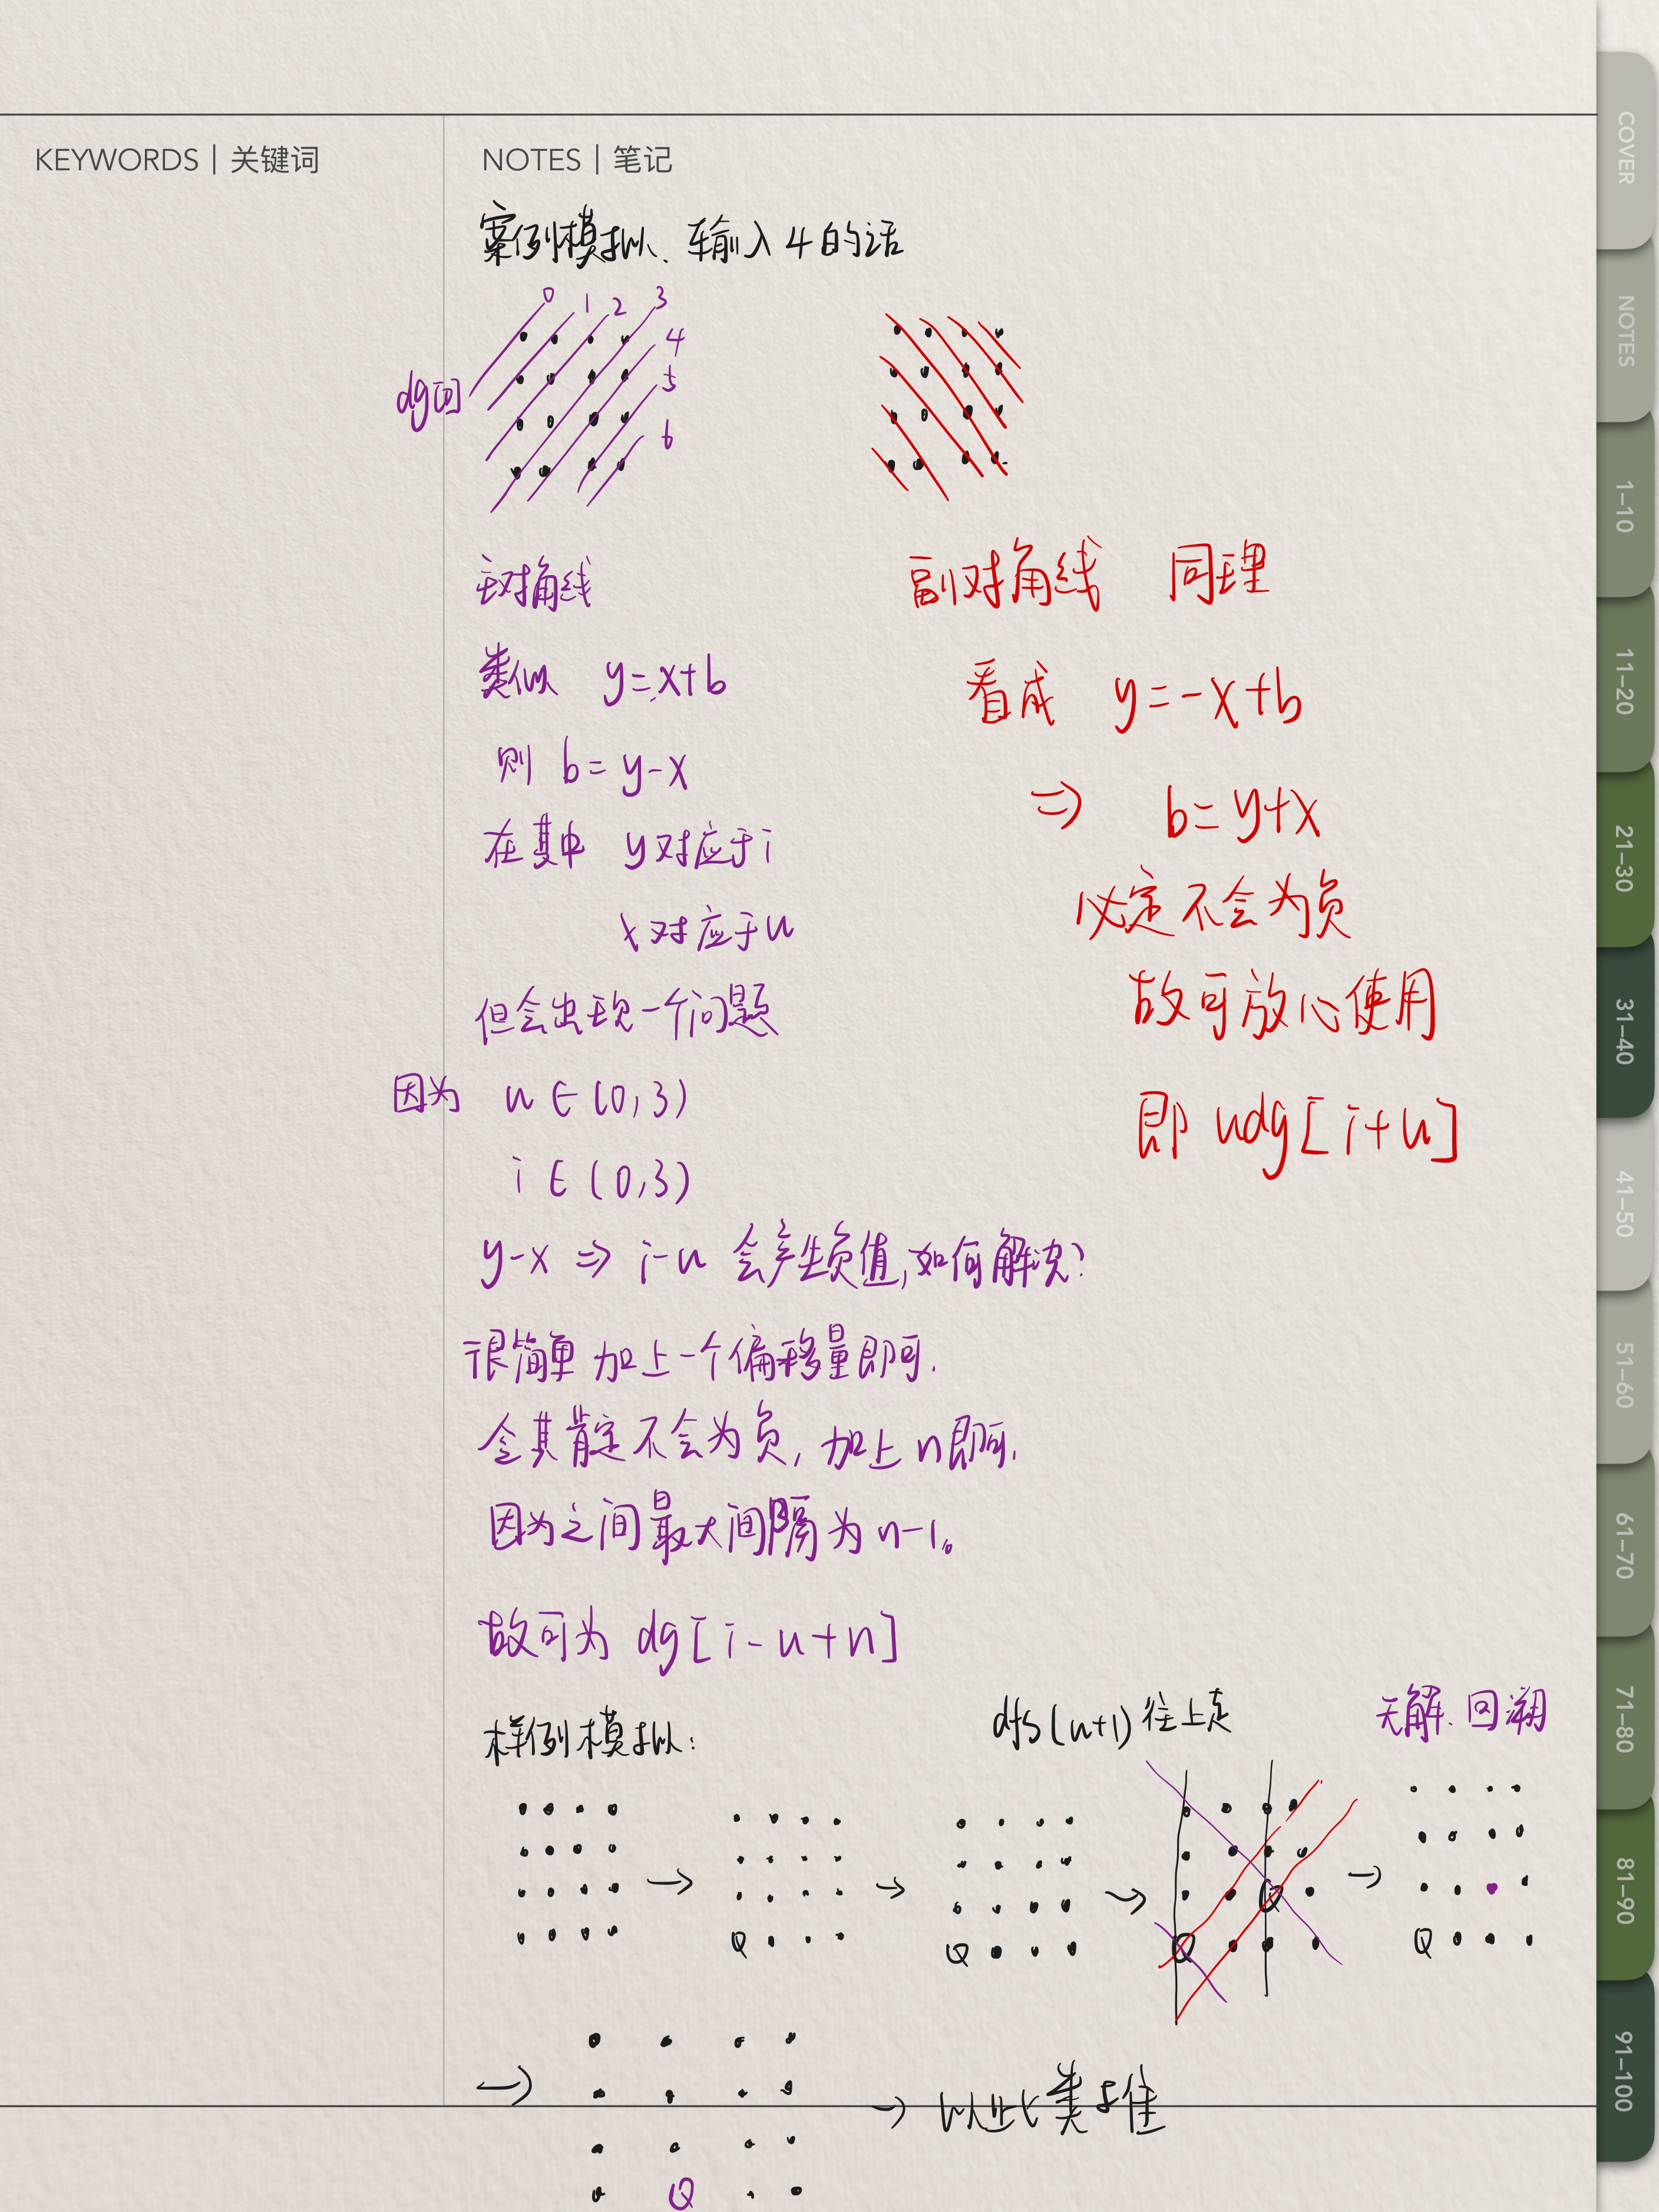 KEYWORDS | 关键词
NOTES | 笔记
案例模拟、输入4的话
0 1 2 3
4
5
6
dg[0]
主对角线
类似 y=x+b
则 b=y-x
在其中 y对应于i
x对应于u
但会出现一个问题
因为 u∈(0,3)
i∈(0,3)
y-x ⇒ i-u 会产生负值,如何解决?
很简单 加上一个偏移量即可.
令其肯定不会为负, 加上n即可.
因为之间最大间隔为n-1。
故可为 dg[i-u+n]
副对角线 同理
看成 y=-x+b
⇒ b=y+x
必定不会为负
故可放心使用
即 udg[i+u]
样例模拟:
dfs(u+1)往上走
无解.回溯
→ → → →
Q Q Q Q Q
→ → 以此类推
Q
COVER
NOTES
1–10
11–20
21–30
31–40
41–50
51–60
61–70
71–80
81–90
91–100